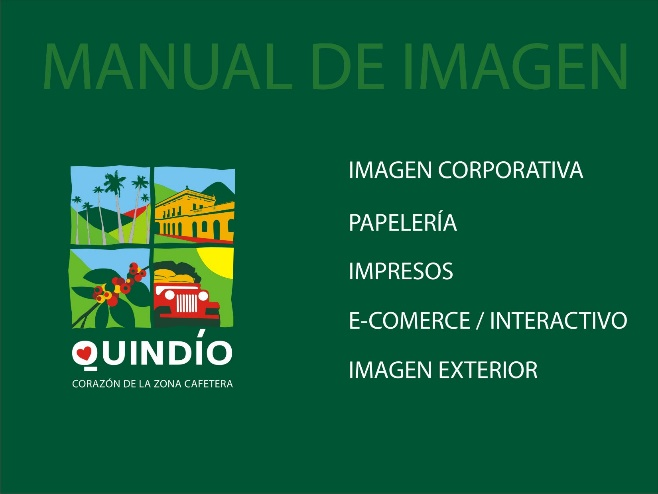 MANUAL DE IMAGEN
QUINDÍO
CORAZÓN DE LA ZONA CAFETERA
IMAGEN CORPORATIVA
PAPELERÍA
IMPRESOS
E-COMERCE / INTERACTIVO
IMAGEN EXTERIOR